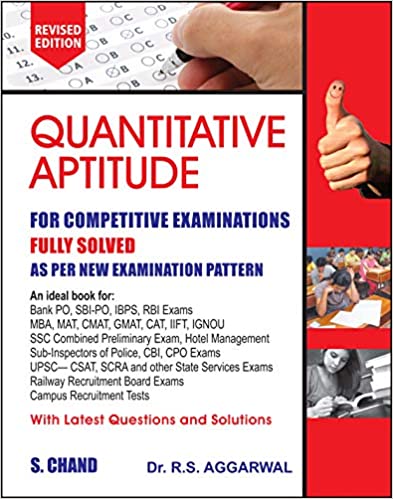 REVISED
EDITION
QUANTITATIVE
APTITUDE
FOR COMPETITIVE EXAMINATIONS
FULLY SOLVED
AS PER NEW EXAMINATION PATTERN
An ideal book for:
Bank PO, SBI-PO, IBPS, RBI Exams
MBA, MAT, CMAT, GMAT, CAT, IIFT, IGNOU
SSC Combined Preliminary Exam, Hotel Management
Sub-Inspectors of Police, CBI, CPO Exams
UPSC— CSAT, SCRA and other State Services Exams
Railway Recruitment Board Exams
Campus Recruitment Tests
With Latest Questions and Solutions
S. CHAND Dr. R.S. AGGARWAL